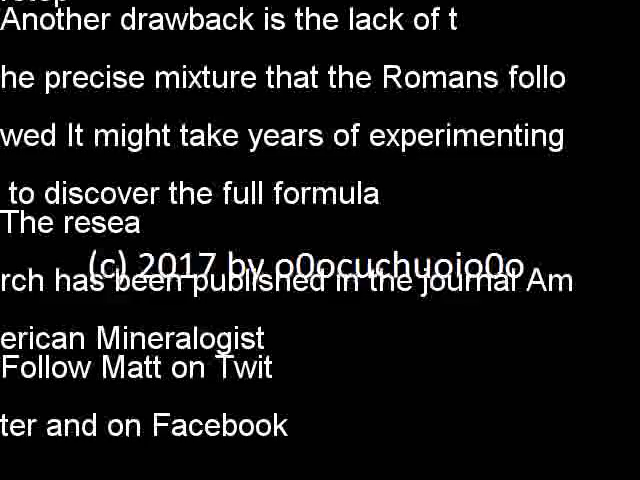 Another drawback is the lack of t
he precise mixture that the Romans follo
wed It might take years of experimenting
to discover the full formula
The resea
(c) 2017 by o0ocuchuoio0o
rch has been published in the journal Am
erican Mineralogist
Follow Matt on Twit
ter and on Facebook